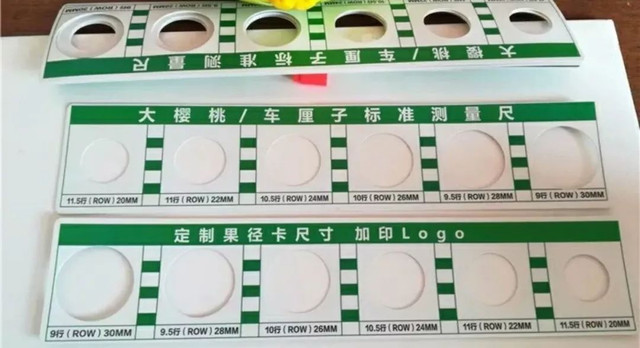 大樱桃/车厘子标准测量尺
大樱桃/车厘子标准测量尺
11.5行(ROW)20MM 11行(ROW)22MM 10.5行(ROW)24MM 10行(ROW)26MM 9.5行(ROW)28MM 9行(ROW)30MM
定制果径卡尺寸 加印Logo
9行(ROW)30MM 9.5行(ROW)28MM 10行(ROW)26MM 10.5行(ROW)24MM 11行(ROW)22MM 11.5行(ROW)20MM